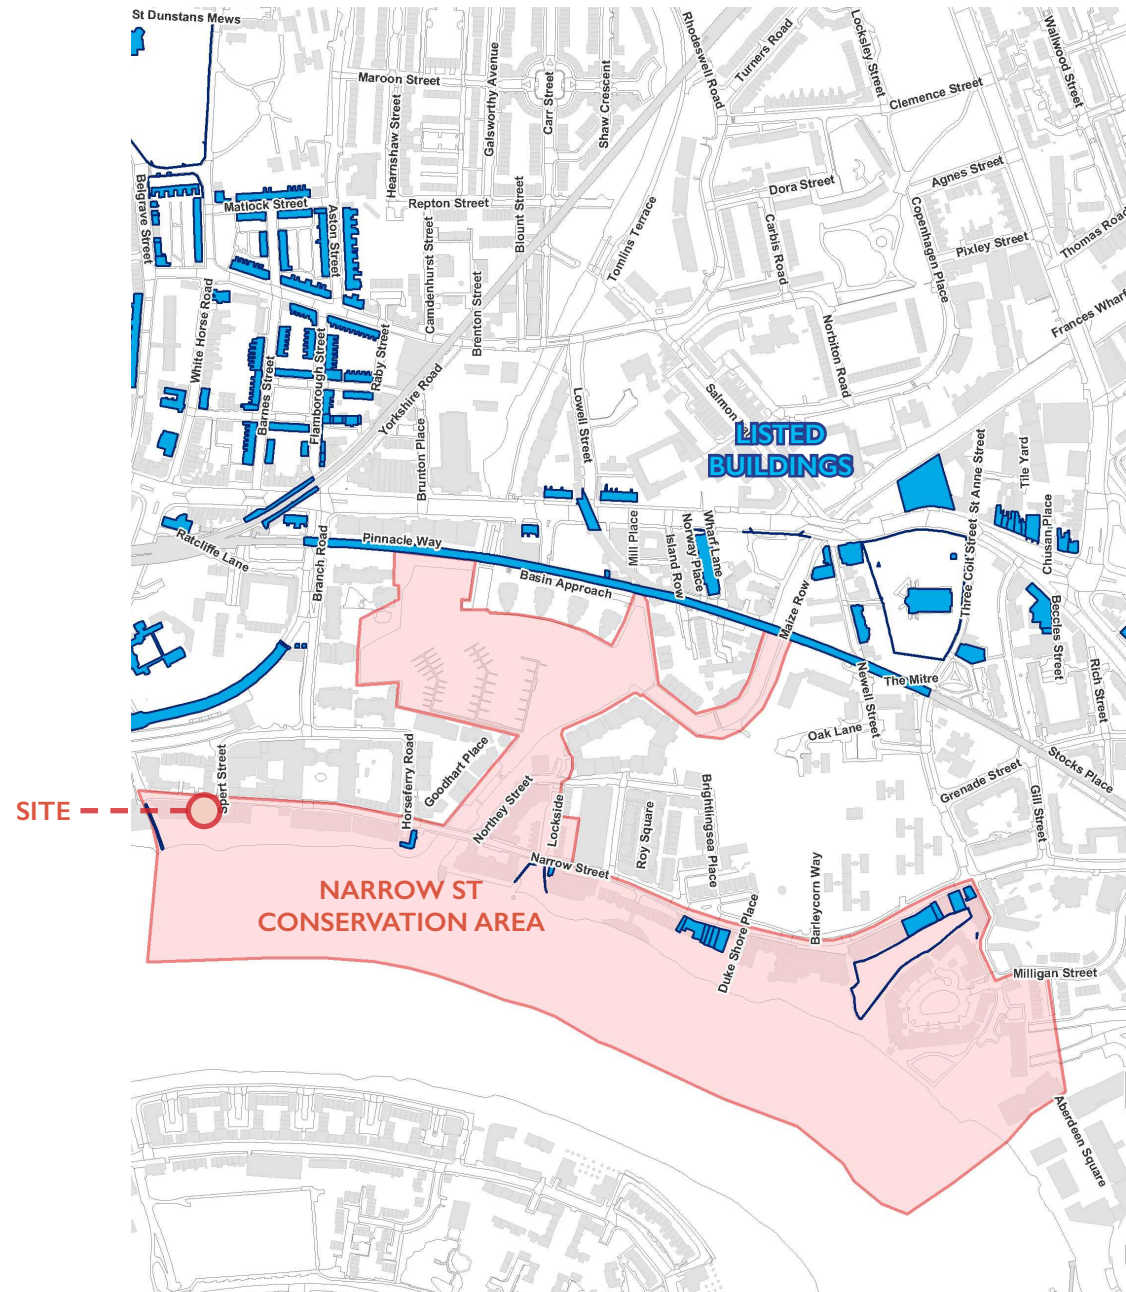 St Dunstans Mews
Maroon Street
Hearnshaw Street
Galsworthy Avenue
Carr Street
Shaw Crescent
Rhodeswell Road
Turners Road
Locksley Street
Clemence Street
Wallwood Street
Belgrave Street
Matlock Street
Aston Street
Repton Street
Blount Street
Camdenhurst Street
Brenton Street
Tomlins Terrace
Dora Street
Carbis Road
Agnes Street
Copenhagen Place
Pixley Street
Thomas Road
Frances Wharf
White Horse Road
Barnes Street
Flamborough Street
Raby Street
Yorkshire Road
Brunton Place
Lowell Street
Norbiton Road
Salmon
LISTED
BUILDINGS
Tile Yard
St Anne Street
Three Colt Street
Chusan Place
Ratcliffe Lane
Branch Road
Pinnacle Way
Basin Approach
Mill Place
Island Row
Norway Place
Wharf Lane
Maize Row
Newell Street
The Mitre
Beccles Street
Rich Street
Oak Lane
Stocks Place
Grenade Street
Gill Street
SITE
Spert Street
Horseferry Road
Goodhart Place
Northey Street
Lockside
Narrow Street
Roy Square
Brightlingsea Place
Duke Shore Place
Barleycorn Way
NARROW ST
CONSERVATION AREA
Milligan Street
Aberdeen Square